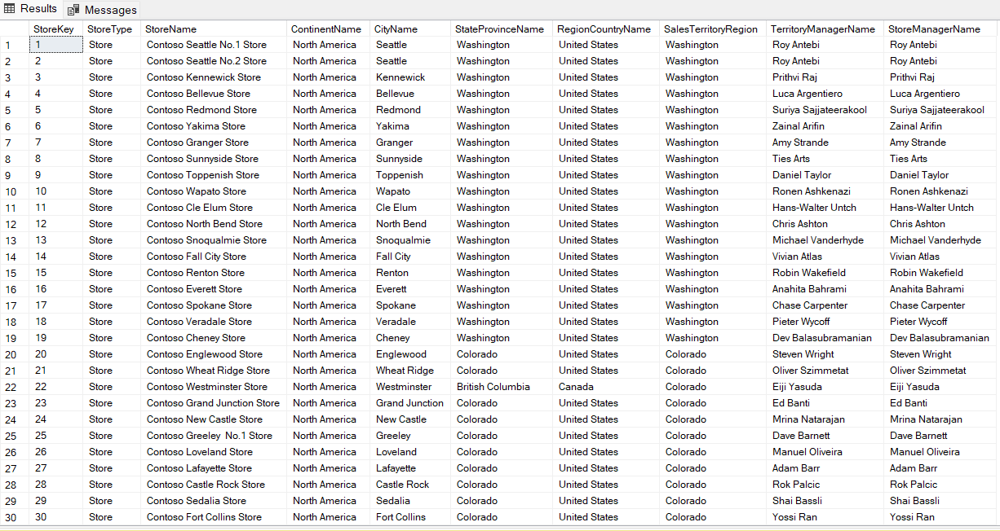 Results Messages
StoreKey StoreType StoreName ContinentName CityName StateProvinceName RegionCountryName SalesTerritoryRegion TerritoryManagerName StoreManagerName
1 1 Store Contoso Seattle No.1 Store North America Seattle Washington United States Washington Roy Antebi Roy Antebi
2 2 Store Contoso Seattle No.2 Store North America Seattle Washington United States Washington Roy Antebi Roy Antebi
3 3 Store Contoso Kennewick Store North America Kennewick Washington United States Washington Prithvi Raj Prithvi Raj
4 4 Store Contoso Bellevue Store North America Bellevue Washington United States Washington Luca Argentiero Luca Argentiero
5 5 Store Contoso Redmond Store North America Redmond Washington United States Washington Suriya Sajjateerakool Suriya Sajjateerakool
6 6 Store Contoso Yakima Store North America Yakima Washington United States Washington Zainal Arifin Zainal Arifin
7 7 Store Contoso Granger Store North America Granger Washington United States Washington Amy Strande Amy Strande
8 8 Store Contoso Sunnyside Store North America Sunnyside Washington United States Washington Ties Arts Ties Arts
9 9 Store Contoso Toppenish Store North America Toppenish Washington United States Washington Daniel Taylor Daniel Taylor
10 10 Store Contoso Wapato Store North America Wapato Washington United States Washington Ronen Ashkenazi Ronen Ashkenazi
11 11 Store Contoso Cle Elum Store North America Cle Elum Washington United States Washington Hans-Walter Untch Hans-Walter Untch
12 12 Store Contoso North Bend Store North America North Bend Washington United States Washington Chris Ashton Chris Ashton
13 13 Store Contoso Snoqualmie Store North America Snoqualmie Washington United States Washington Michael Vanderhyde Michael Vanderhyde
14 14 Store Contoso Fall City Store North America Fall City Washington United States Washington Vivian Atlas Vivian Atlas
15 15 Store Contoso Renton Store North America Renton Washington United States Washington Robin Wakefield Robin Wakefield
16 16 Store Contoso Everett Store North America Everett Washington United States Washington Anahita Bahrami Anahita Bahrami
17 17 Store Contoso Spokane Store North America Spokane Washington United States Washington Chase Carpenter Chase Carpenter
18 18 Store Contoso Veradale Store North America Veradale Washington United States Washington Pieter Wycoff Pieter Wycoff
19 19 Store Contoso Cheney Store North America Cheney Washington United States Washington Dev Balasubramanian Dev Balasubramanian
20 20 Store Contoso Englewood Store North America Englewood Colorado United States Colorado Steven Wright Steven Wright
21 21 Store Contoso Wheat Ridge Store North America Wheat Ridge Colorado United States Colorado Oliver Szimmetat Oliver Szimmetat
22 22 Store Contoso Westminster Store North America Westminster British Columbia Canada Colorado Eiji Yasuda Eiji Yasuda
23 23 Store Contoso Grand Junction Store North America Grand Junction Colorado United States Colorado Ed Banti Ed Banti
24 24 Store Contoso New Castle Store North America New Castle Colorado United States Colorado Mrina Natarajan Mrina Natarajan
25 25 Store Contoso Greeley  No.1 Store North America Greeley Colorado United States Colorado Dave Barnett Dave Barnett
26 26 Store Contoso Loveland Store North America Loveland Colorado United States Colorado Manuel Oliveira Manuel Oliveira
27 27 Store Contoso Lafayette Store North America Lafayette Colorado United States Colorado Adam Barr Adam Barr
28 28 Store Contoso Castle Rock Store North America Castle Rock Colorado United States Colorado Rok Palcic Rok Palcic
29 29 Store Contoso Sedalia Store North America Sedalia Colorado United States Colorado Shai Bassli Shai Bassli
30 30 Store Contoso Fort Collins Store North America Fort Collins Colorado United States Colorado Yossi Ran Yossi Ran